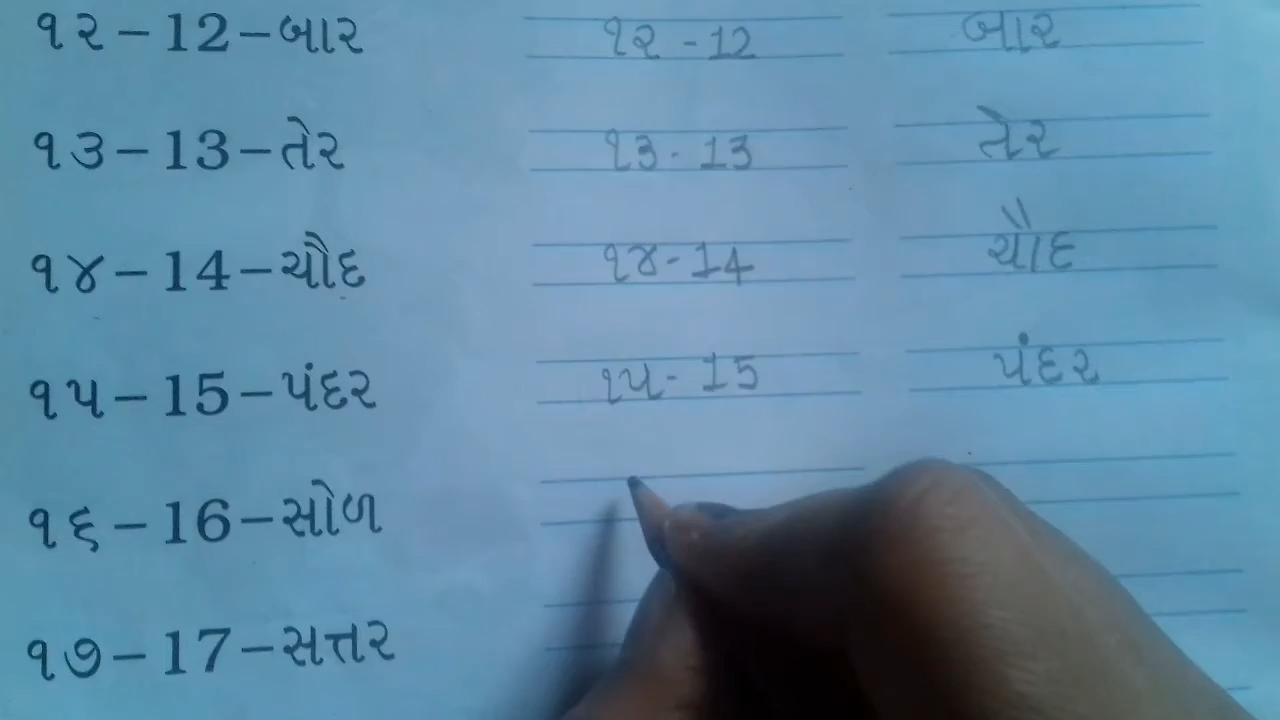 ૧૨-12-બાર ૧૨-12 બાર
૧૩-13-તેર ૧૩-13 તેર
૧૪-14-ચૌદ ૧૪-14 ચૌદ
૧૫-15-પંદર ૧૫-15 પંદર
૧૬-16-સોળ
૧૭-17-સત્તર